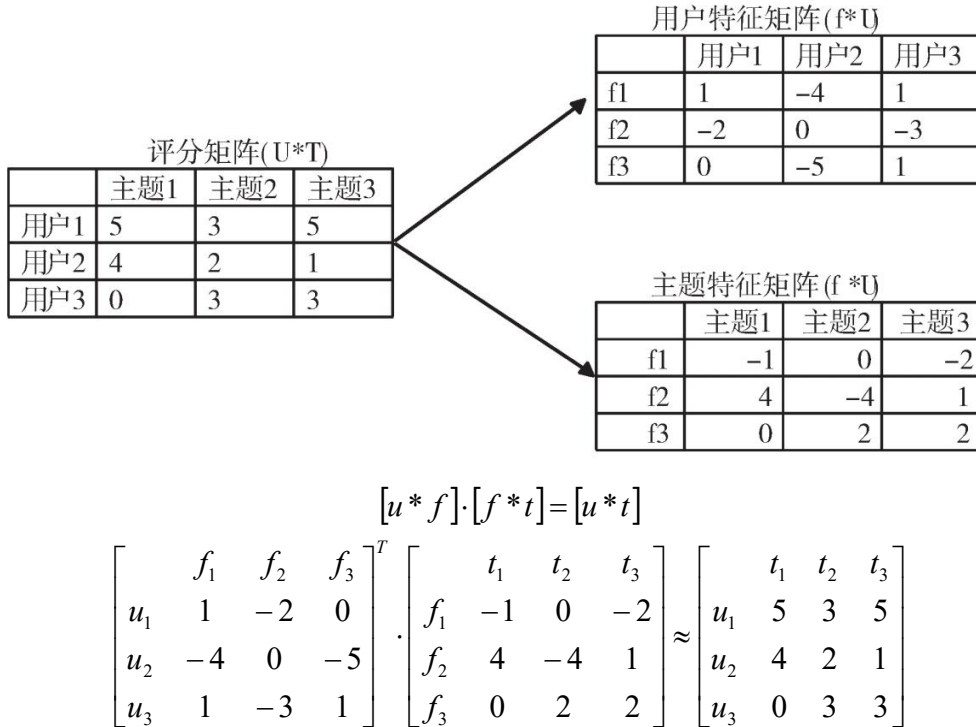 用户特征矩阵(f*U)
用户1 用户2 用户3
f1 1 -4 1
f2 -2 0 -3
f3 0 -5 1
评分矩阵(U*T)
主题1 主题2 主题3
用户1 5 3 5
用户2 4 2 1
用户3 0 3 3
主题特征矩阵(f *U)
主题1 主题2 主题3
f1 -1 0 -2
f2 4 -4 1
f3 0 2 2
[u * f]·[f * t]=[u * t]
f₁ f₂ f₃ T t₁ t₂ t₃ t₁ t₂ t₃
u₁ 1 -2 0 f₁ -1 0 -2 u₁ 5 3 5
u₂ -4 0 -5 · f₂ 4 -4 1 ≈ u₂ 4 2 1
u₃ 1 -3 1 f₃ 0 2 2 u₃ 0 3 3